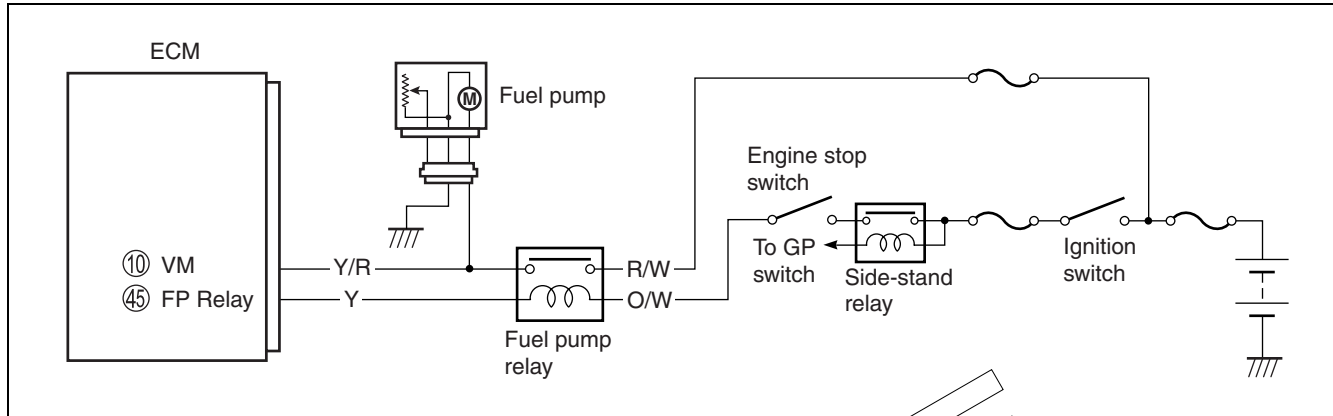 ECM
Fuel pump
M
Engine stop
switch
To GP
switch
Side-stand
relay
Ignition
switch
⑩ VM
Y/R
R/W
㊺ FP Relay
Y
O/W
Fuel pump
relay